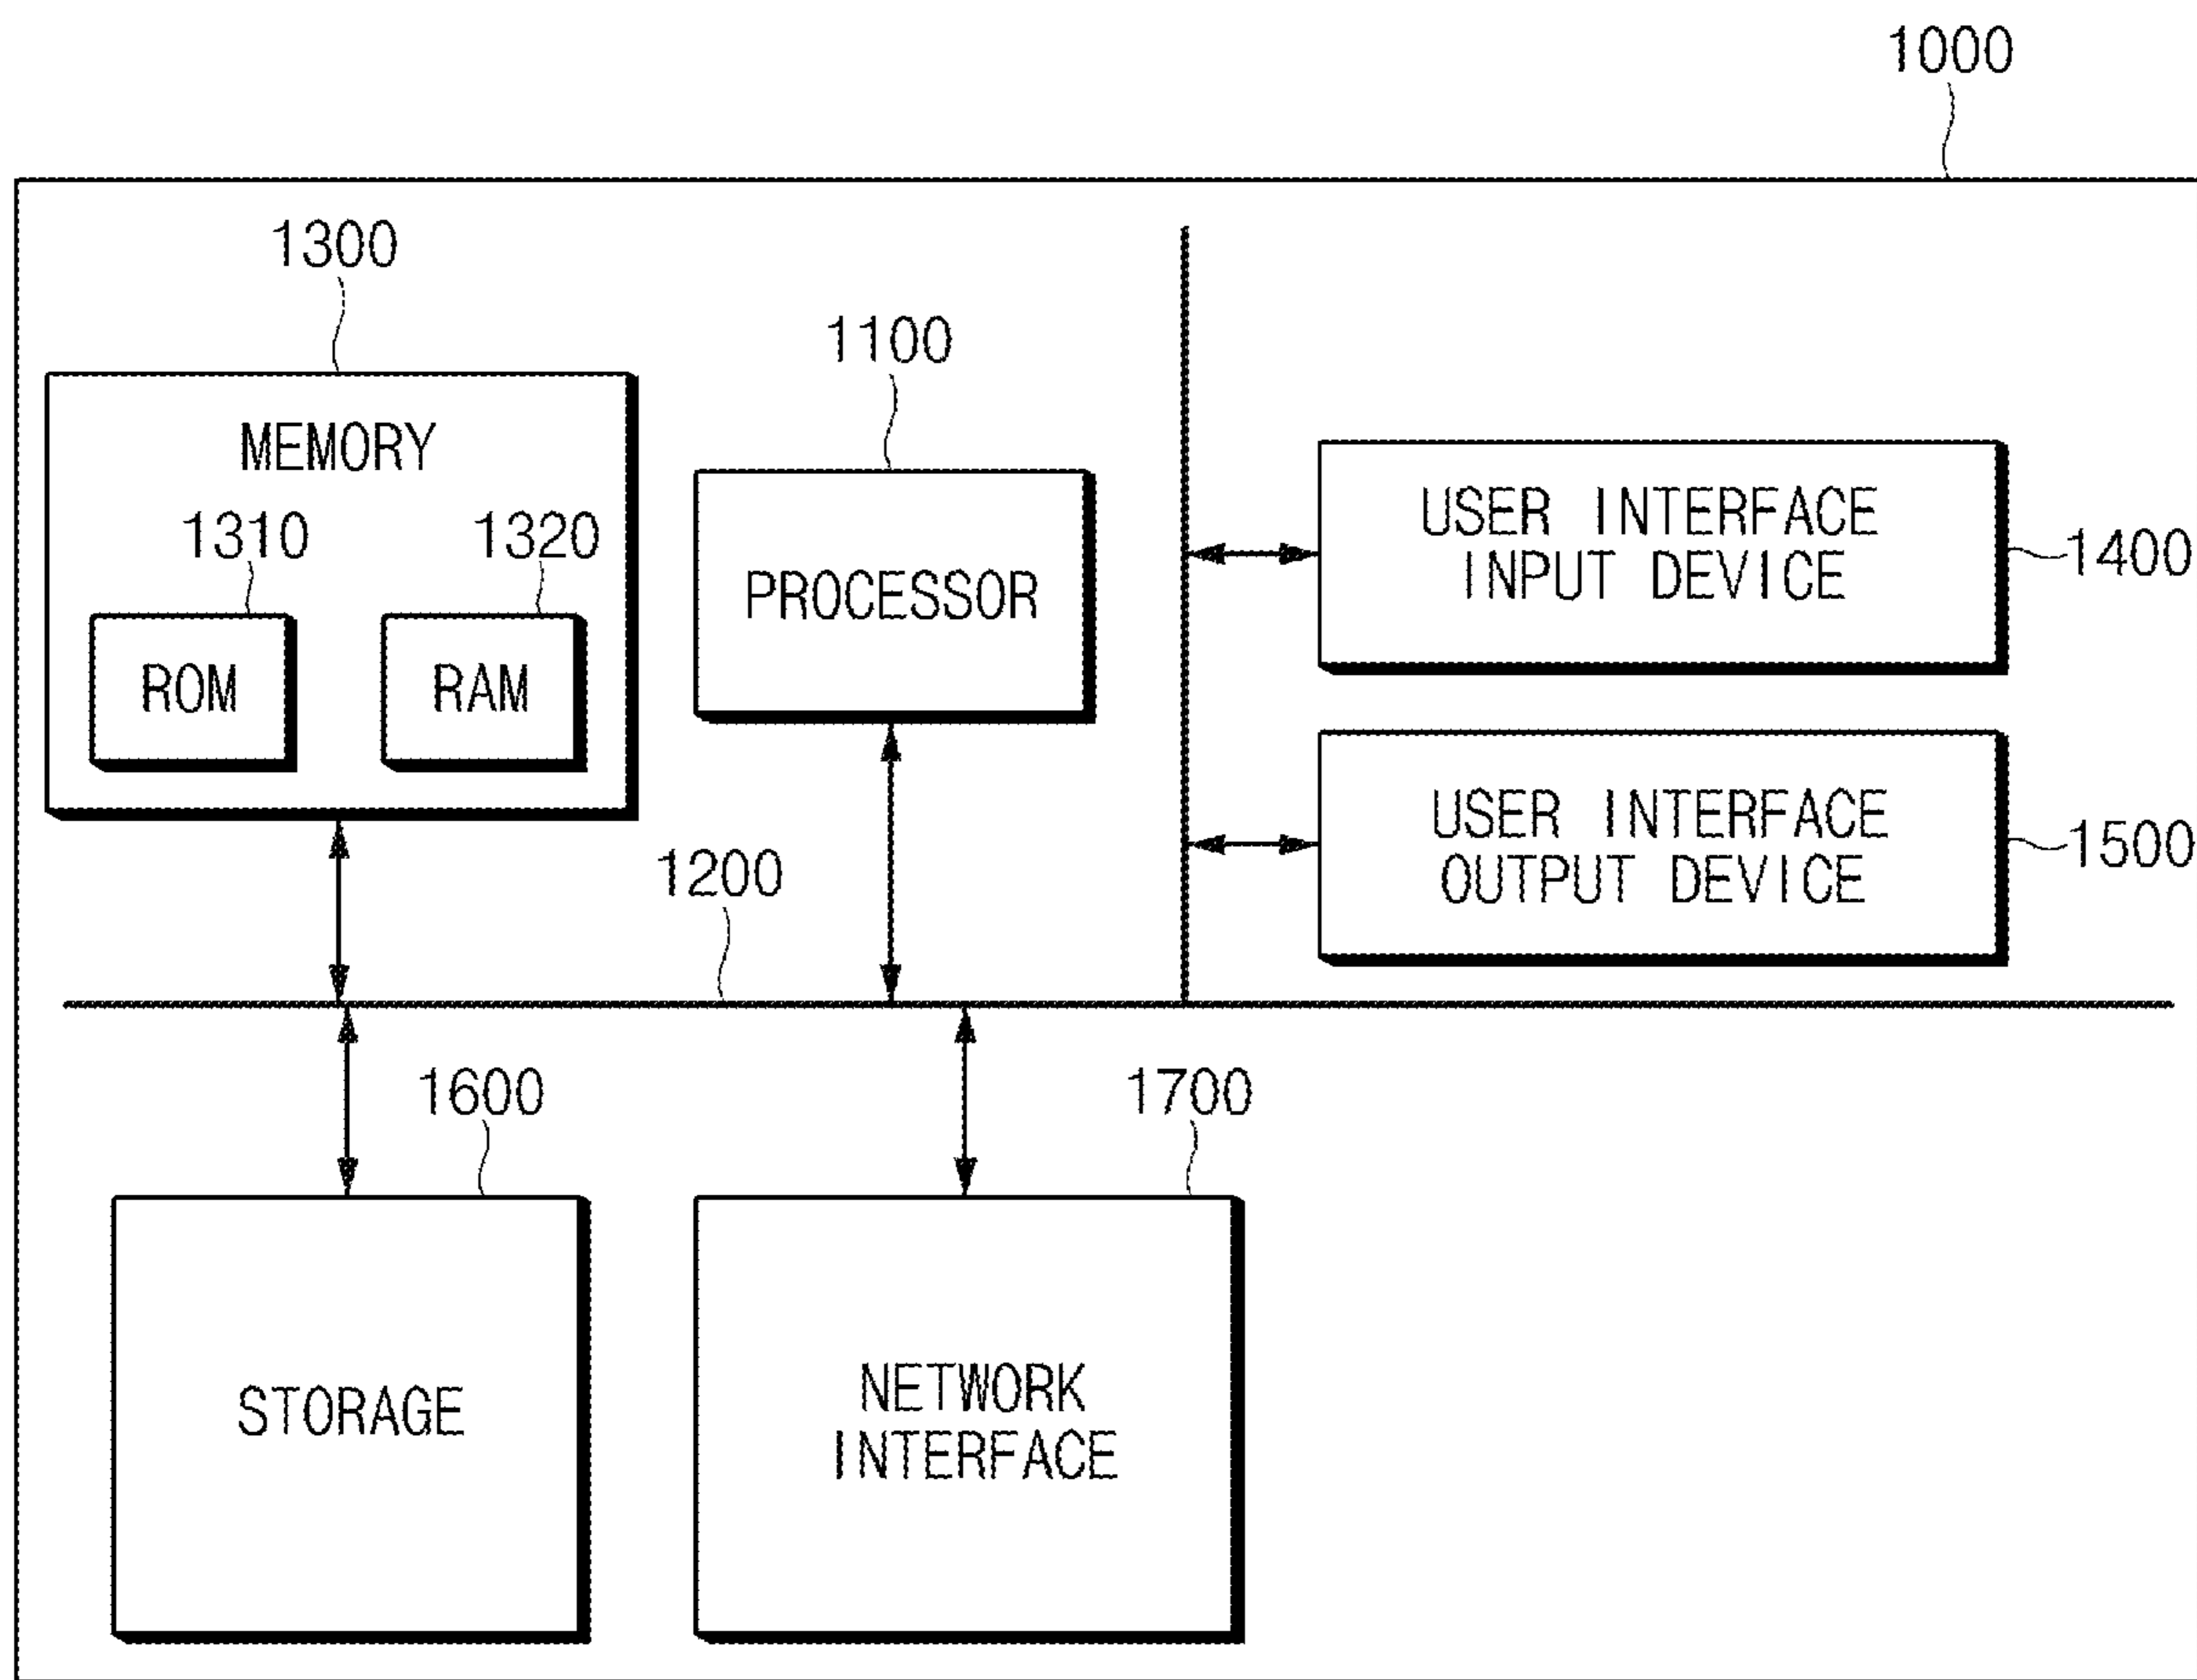 1000
1300
1100
MEMORY
1310
1320
ROM
RAM
PROCESSOR
USER INTERFACE
INPUT DEVICE
1400
USER INTERFACE
OUTPUT DEVICE
1500
1200
1600
1700
STORAGE
NETWORK
INTERFACE